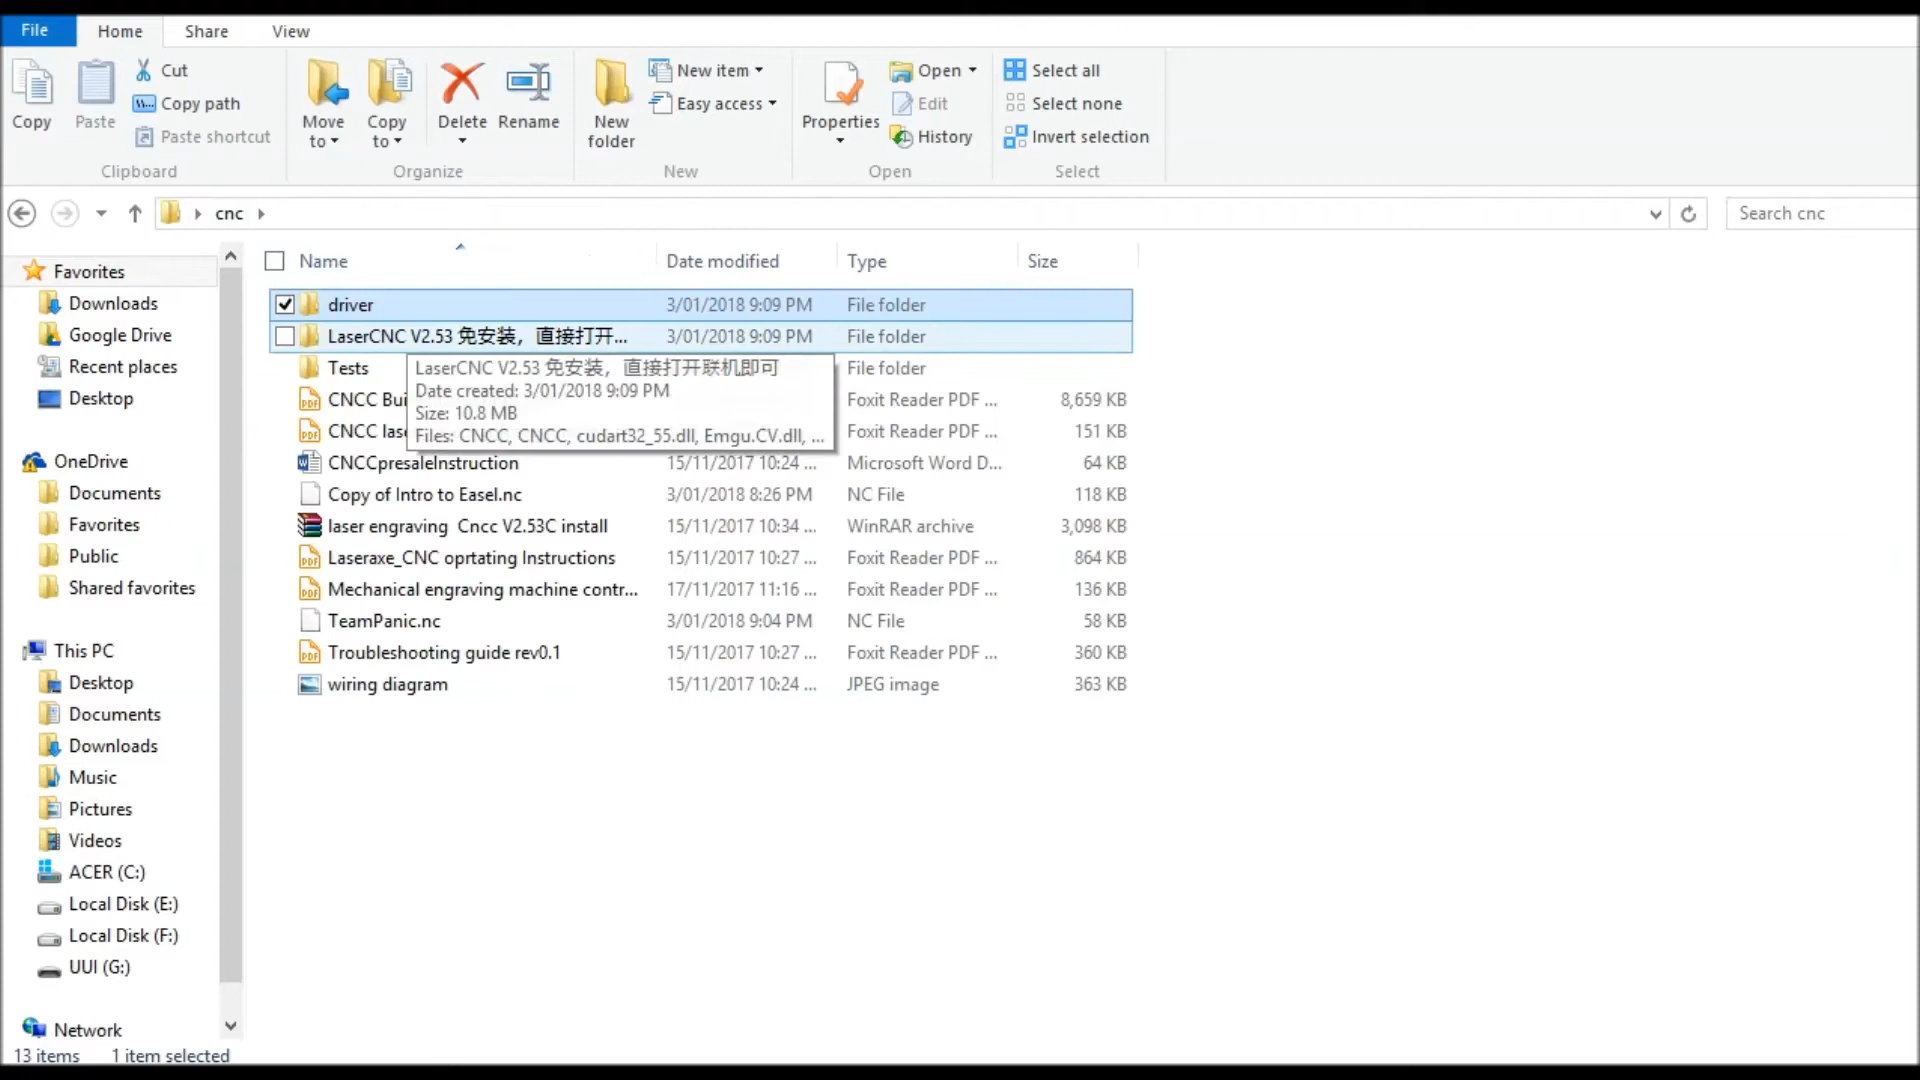 File Home Share View
Cut
Copy path
Paste shortcut
Copy Paste
Clipboard
Move to Copy to Delete Rename
Organize
New folder
New item
Easy access
New
Properties
Open
Edit
History
Open
Select all
Select none
Invert selection
Select
cnc
Search cnc
Favorites
Downloads
Google Drive
Recent places
Desktop
OneDrive
Documents
Favorites
Public
Shared favorites
This PC
Desktop
Documents
Downloads
Music
Pictures
Videos
ACER (C:)
Local Disk (E:)
Local Disk (F:)
UUI (G:)
Network
Name Date modified Type Size
driver 3/01/2018 9:09 PM File folder
LaserCNC V2.53 免安装，直接打开... 3/01/2018 9:09 PM File folder
Tests File folder
CNCC Bui Foxit Reader PDF ... 8,659 KB
CNCC lase Foxit Reader PDF ... 151 KB
LaserCNC V2.53 免安装，直接打开联机即可
Date created: 3/01/2018 9:09 PM
Size: 10.8 MB
Files: CNCC, CNCC, cudart32_55.dll, Emgu.CV.dll, ...
CNCCpresaleInstruction 15/11/2017 10:24 ... Microsoft Word D... 64 KB
Copy of Intro to Easel.nc 3/01/2018 8:26 PM NC File 118 KB
laser engraving Cncc V2.53C install 15/11/2017 10:34 ... WinRAR archive 3,098 KB
Laseraxe_CNC oprtating Instructions 15/11/2017 10:27 ... Foxit Reader PDF ... 864 KB
Mechanical engraving machine contr... 17/11/2017 11:16 ... Foxit Reader PDF ... 136 KB
TeamPanic.nc 3/01/2018 9:04 PM NC File 58 KB
Troubleshooting guide rev0.1 15/11/2017 10:27 ... Foxit Reader PDF ... 360 KB
wiring diagram 15/11/2017 10:24 ... JPEG image 363 KB
13 items 1 item selected